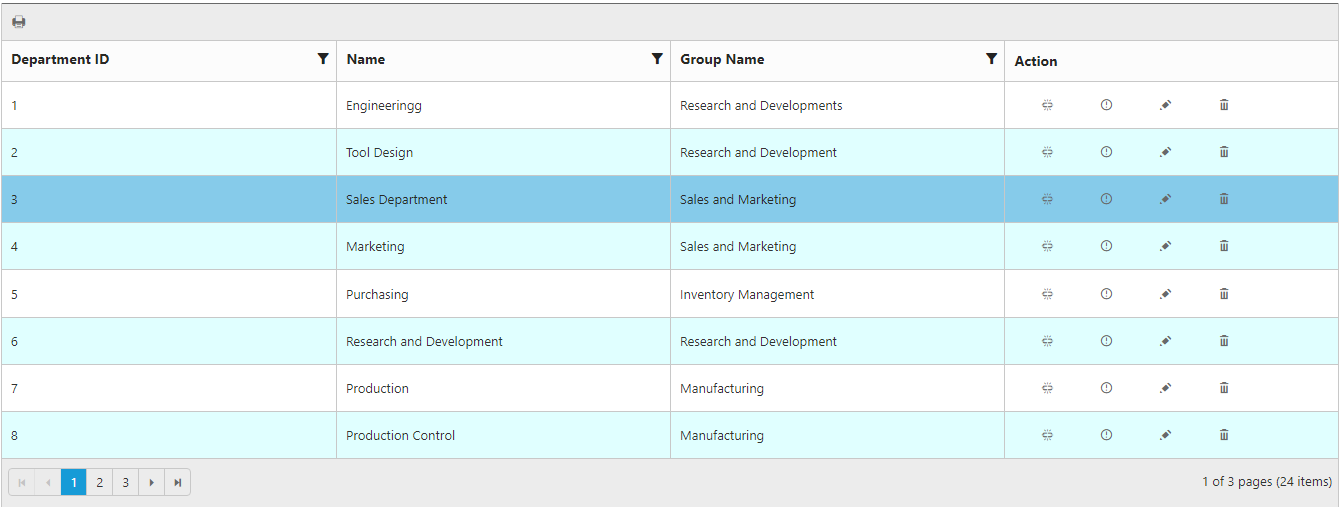 Department ID Name Group Name Action
1 Engineeringg Research and Developments
2 Tool Design Research and Development
3 Sales Department Sales and Marketing
4 Marketing Sales and Marketing
5 Purchasing Inventory Management
6 Research and Development Research and Development
7 Production Manufacturing
8 Production Control Manufacturing
1 2 3 1 of 3 pages (24 items)